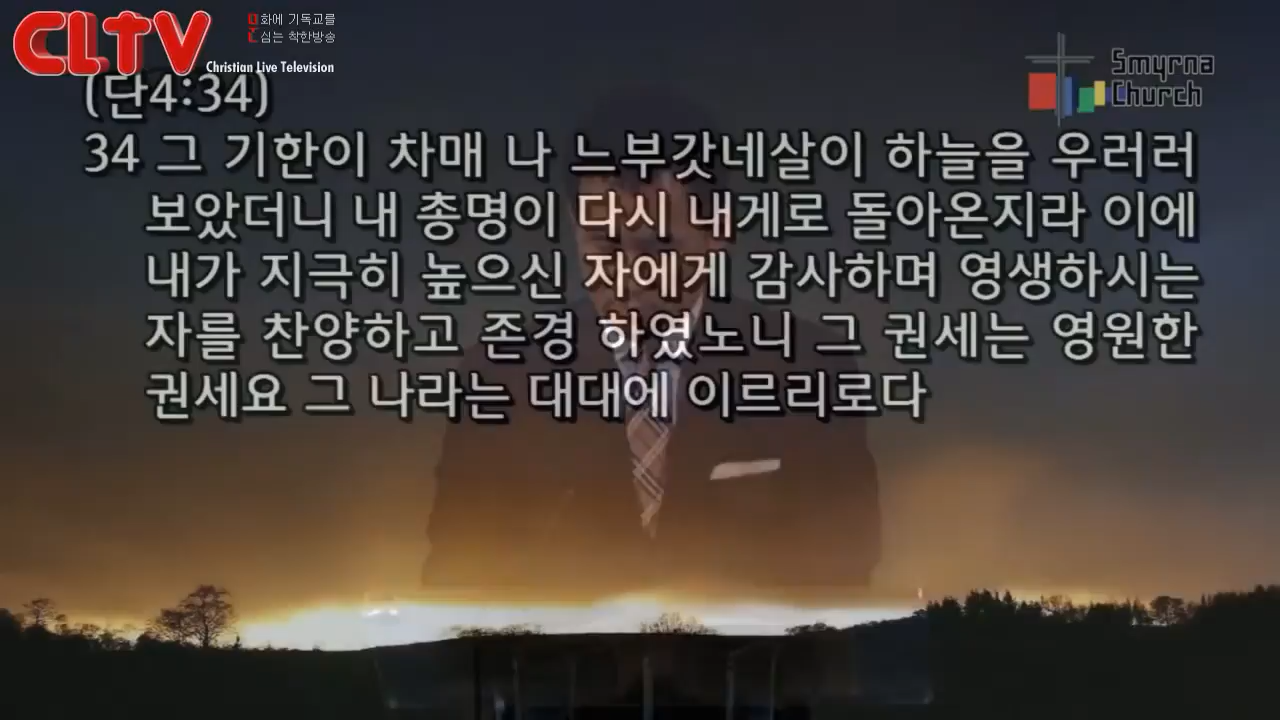 CLTV
문화에 기독교를
심는 착한방송
Christian Live Television
Smyrna
Church
(단4:34)
34 그 기한이 차매 나 느부갓네살이 하늘을 우러러
보았더니 내 총명이 다시 내게로 돌아온지라 이에
내가 지극히 높으신 자에게 감사하며 영생하시는
자를 찬양하고 존경 하였노니 그 권세는 영원한
권세요 그 나라는 대대에 이르리로다